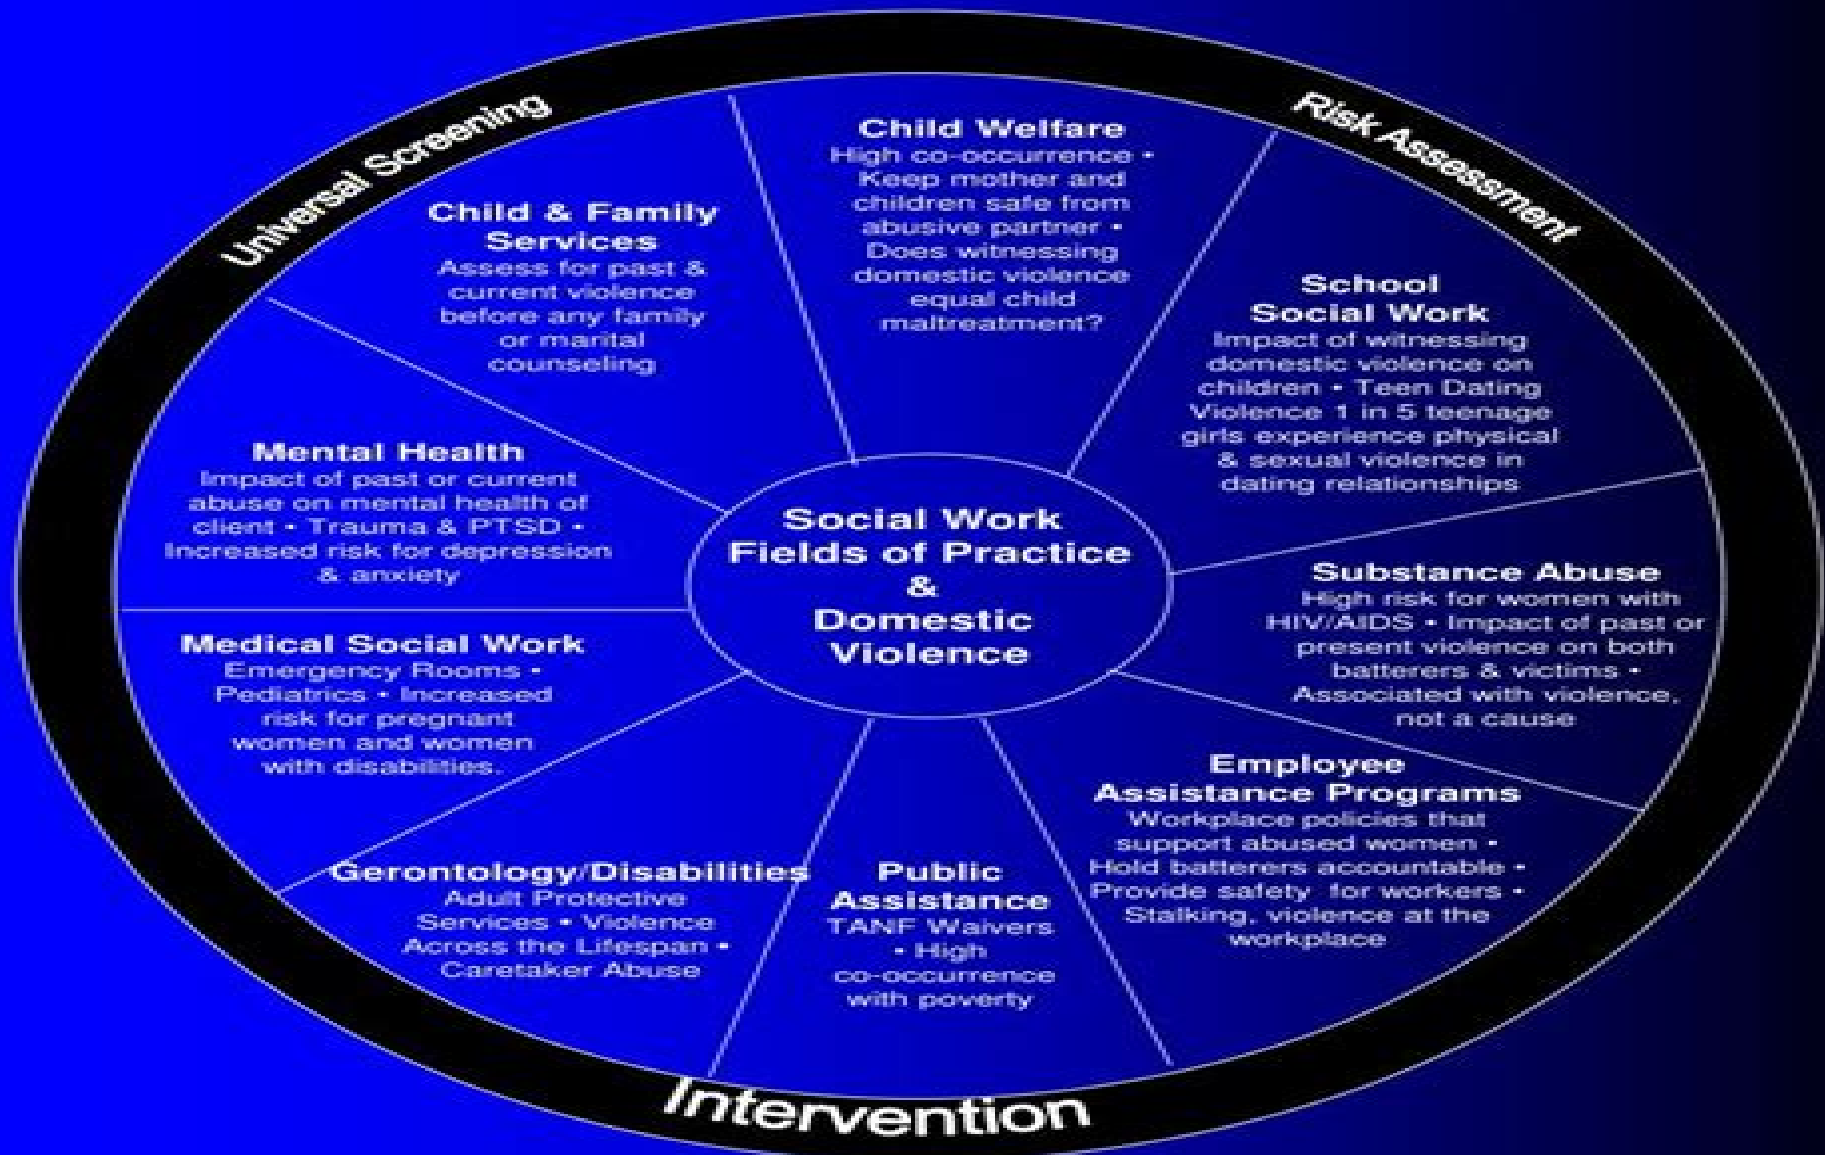 Universal Screening
Risk Assessment
Child Welfare
High co-occurrence •
Keep mother and
children safe from
abusive partner •
Does witnessing
domestic violence
equal child
maltreatment?
School
Social Work
Impact of witnessing
domestic violence on
children • Teen Dating
Violence 1 in 5 teenage
girls experience physical
& sexual violence in
dating relationships
Substance Abuse
High risk for women with
HIV/AIDS • Impact of past or
present violence on both
batterers & victims •
Associated with violence,
not a cause
Employee
Assistance Programs
Workplace policies that
support abused women •
Hold batterers accountable •
Provide safety for workers •
Stalking, violence at the
workplace
Public
Assistance
TANF Waivers
• High
co-occurrence
with poverty
Gerontology/Disabilities
Adult Protective
Services • Violence
Across the Lifespan •
Caretaker Abuse
Medical Social Work
Emergency Rooms •
Pediatrics • Increased
risk for pregnant
women and women
with disabilities.
Mental Health
Impact of past or current
abuse on mental health of
client • Trauma & PTSD •
Increased risk for depression
& anxiety
Child & Family
Services
Assess for past &
current violence
before any family
or marital
counseling
Social Work
Fields of Practice
&
Domestic
Violence
Intervention